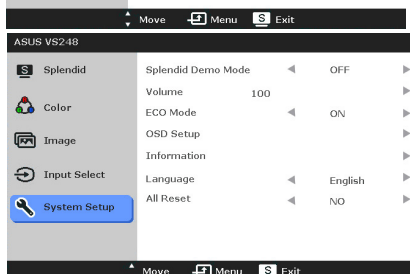 Move Menu S Exit
ASUS VS248
S Splendid
Color
Image
Input Select
System Setup
Splendid Demo Mode OFF
Volume 100
ECO Mode ON
OSD Setup
Information
Language English
All Reset NO
Move Menu S Exit